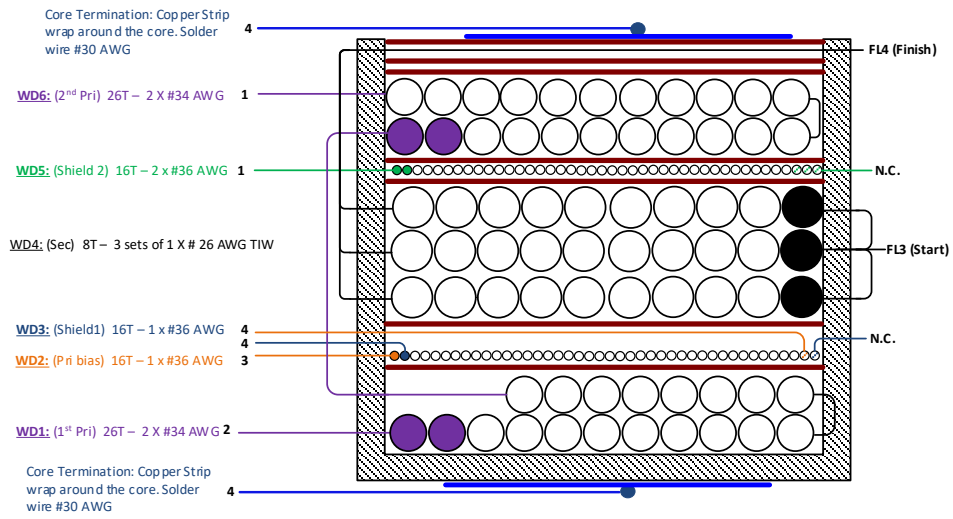 Core Termination: Copper Strip
wrap around the core. Solder
wire #30 AWG
4
FL4 (Finish)
WD6: (2nd Pri) 26T – 2 X #34 AWG 1
WD5: (Shield 2) 16T – 2 x #36 AWG 1
N.C.
WD4: (Sec) 8T – 3 sets of 1 X # 26 AWG TIW
FL3 (Start)
WD3: (Shield1) 16T – 1 x #36 AWG 4
4
N.C.
WD2: (Pri bias) 16T – 1 x #36 AWG 3
WD1: (1st Pri) 26T – 2 X #34 AWG 2
Core Termination: Copper Strip
wrap around the core. Solder
wire #30 AWG
4